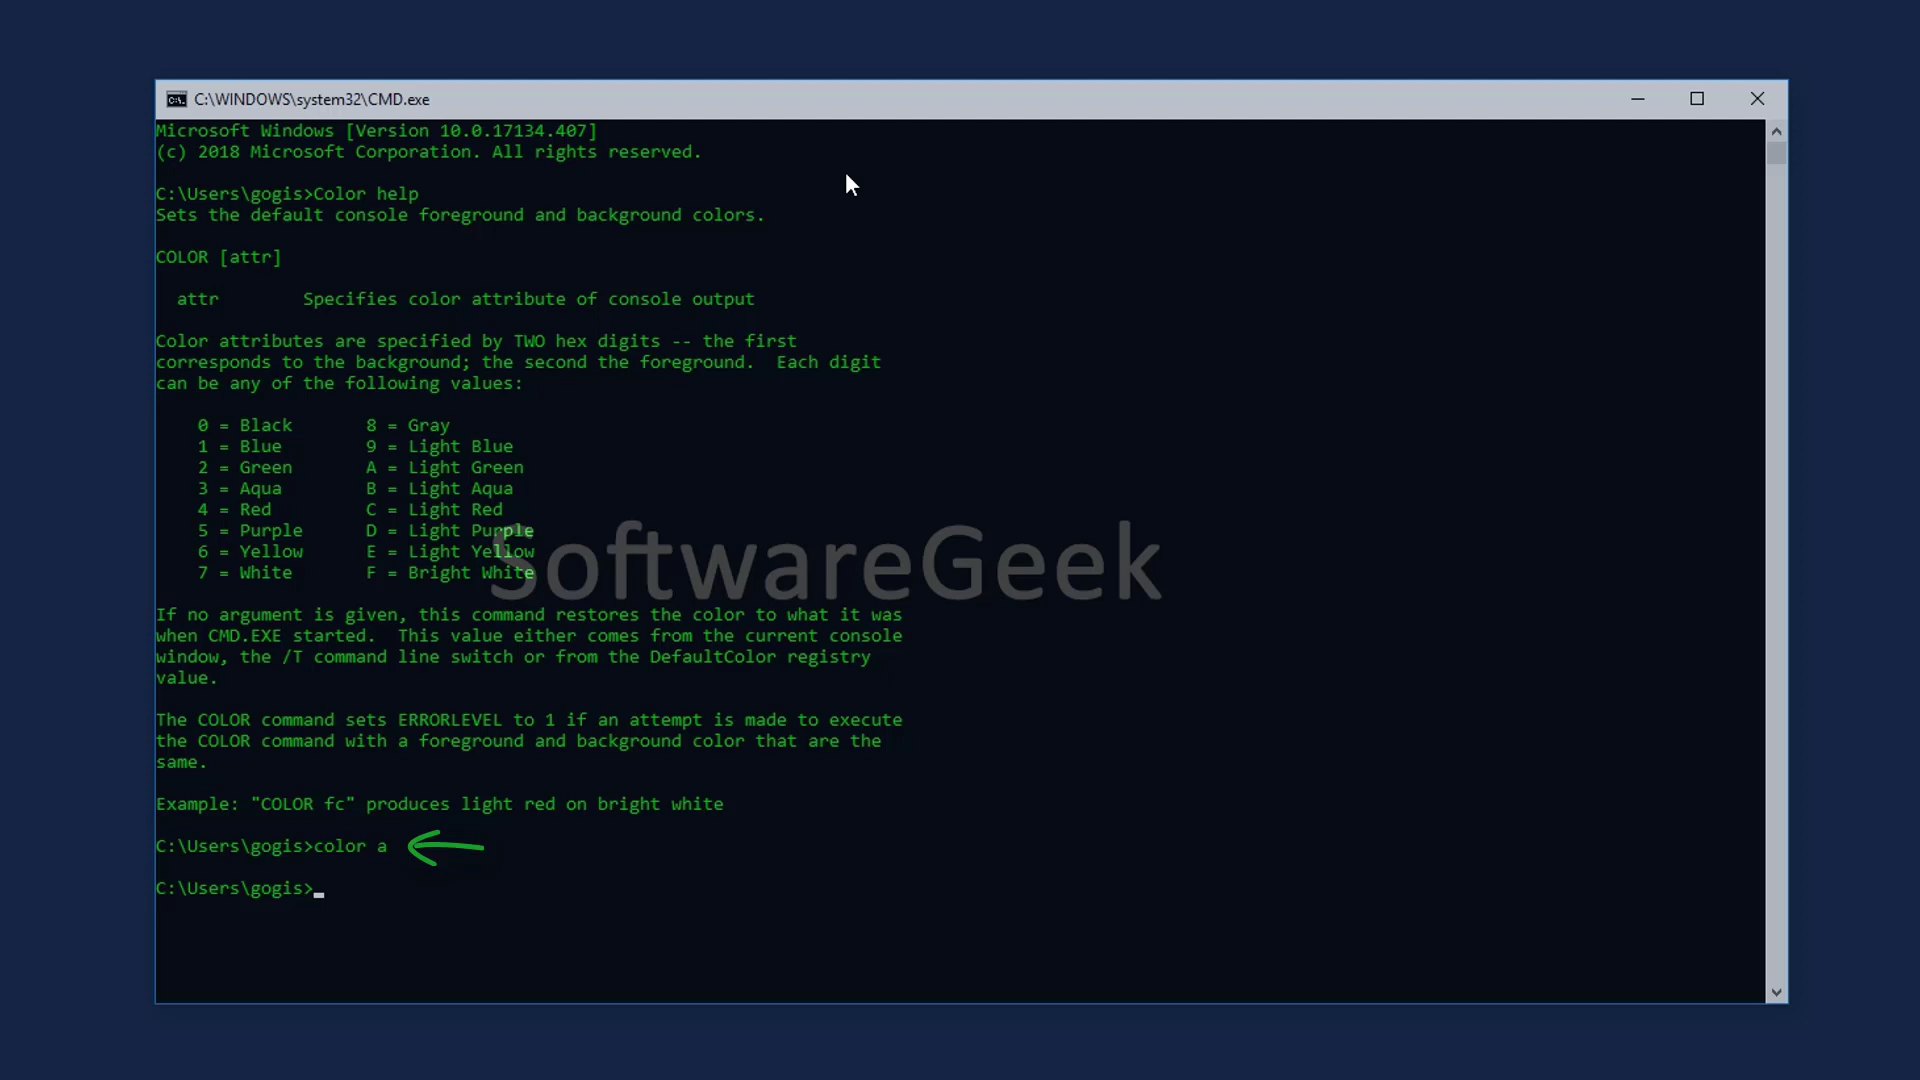 C:\WINDOWS\system32\CMD.exe
Microsoft Windows [Version 10.0.17134.407]
(c) 2018 Microsoft Corporation. All rights reserved.
C:\Users\gogis>Color help
Sets the default console foreground and background colors.
COLOR [attr]
attr        Specifies color attribute of console output
Color attributes are specified by TWO hex digits -- the first
corresponds to the background; the second the foreground.  Each digit
can be any of the following values:
0 = Black       8 = Gray
1 = Blue        9 = Light Blue
2 = Green       A = Light Green
3 = Aqua        B = Light Aqua
4 = Red         C = Light Red
5 = Purple      D = Light Purple
6 = Yellow      E = Light Yellow
7 = White       F = Bright White
SoftwareGeek
If no argument is given, this command restores the color to what it was
when CMD.EXE started.  This value either comes from the current console
window, the /T command line switch or from the DefaultColor registry
value.
The COLOR command sets ERRORLEVEL to 1 if an attempt is made to execute
the COLOR command with a foreground and background color that are the
same.
Example: "COLOR fc" produces light red on bright white
C:\Users\gogis>color a
C:\Users\gogis>